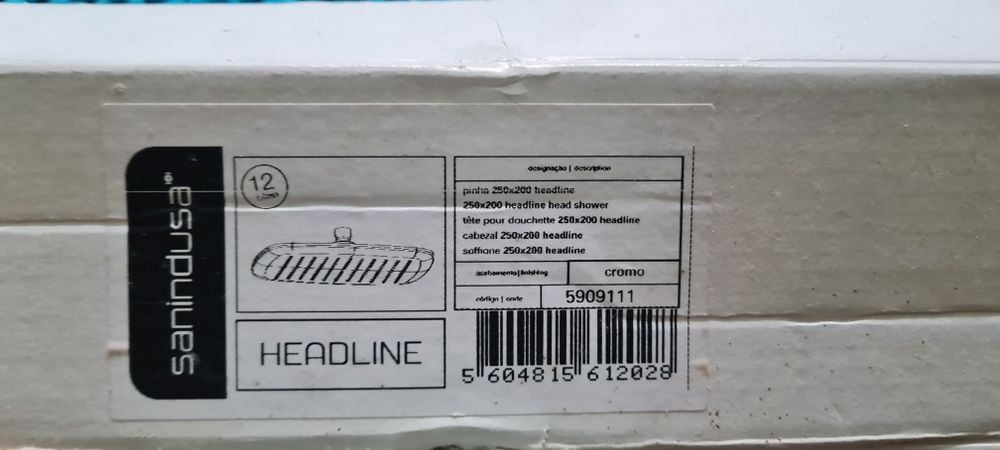 sanindusa
12
HEADLINE
designação | description
pinha 250x200 headline
250x200 headline head shower
tête pour douchette 250x200 headline
cabezal 250x200 headline
soffione 250x200 headline
acabamento | finishing
cromo
código | code
5909111
5 604815 612028